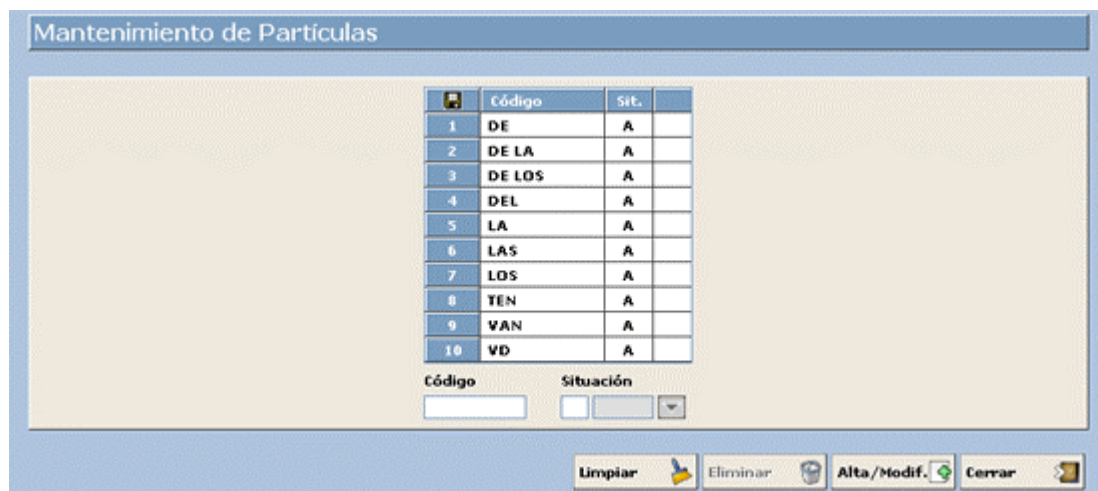 Mantenimiento de Partículas
Código Sit.
1 DE A
2 DE LA A
3 DE LOS A
4 DEL A
5 LA A
6 LAS A
7 LOS A
8 TEN A
9 VAN A
10 VD A
Código Situación
Limpiar Eliminar Alta/Modif. Cerrar